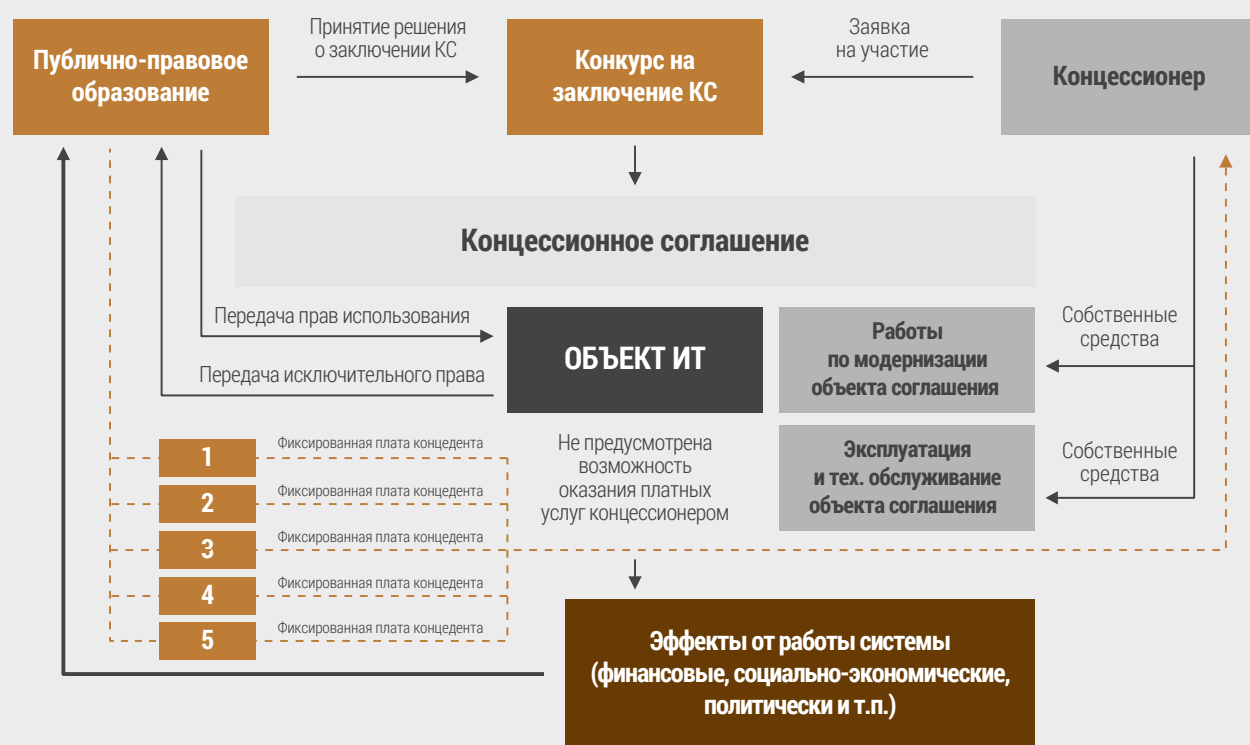 Публично-правовое
образование
Принятие решения
о заключении КС
Конкурс на
заключение КС
Заявка
на участие
Концессионер
Концессионное соглашение
Передача прав использования
Передача исключительного права
ОБЪЕКТ ИТ
Работы
по модернизации
объекта соглашения
Собственные
средства
1
Фиксированная плата концедента
2
Фиксированная плата концедента
3
Фиксированная плата концедента
4
Фиксированная плата концедента
5
Фиксированная плата концедента
Не предусмотрена
возможность
оказания платных
услуг концессионером
Эксплуатация
и тех. обслуживание
объекта соглашения
Собственные
средства
Эффекты от работы системы
(финансовые, социально-экономические,
политически и т.п.)